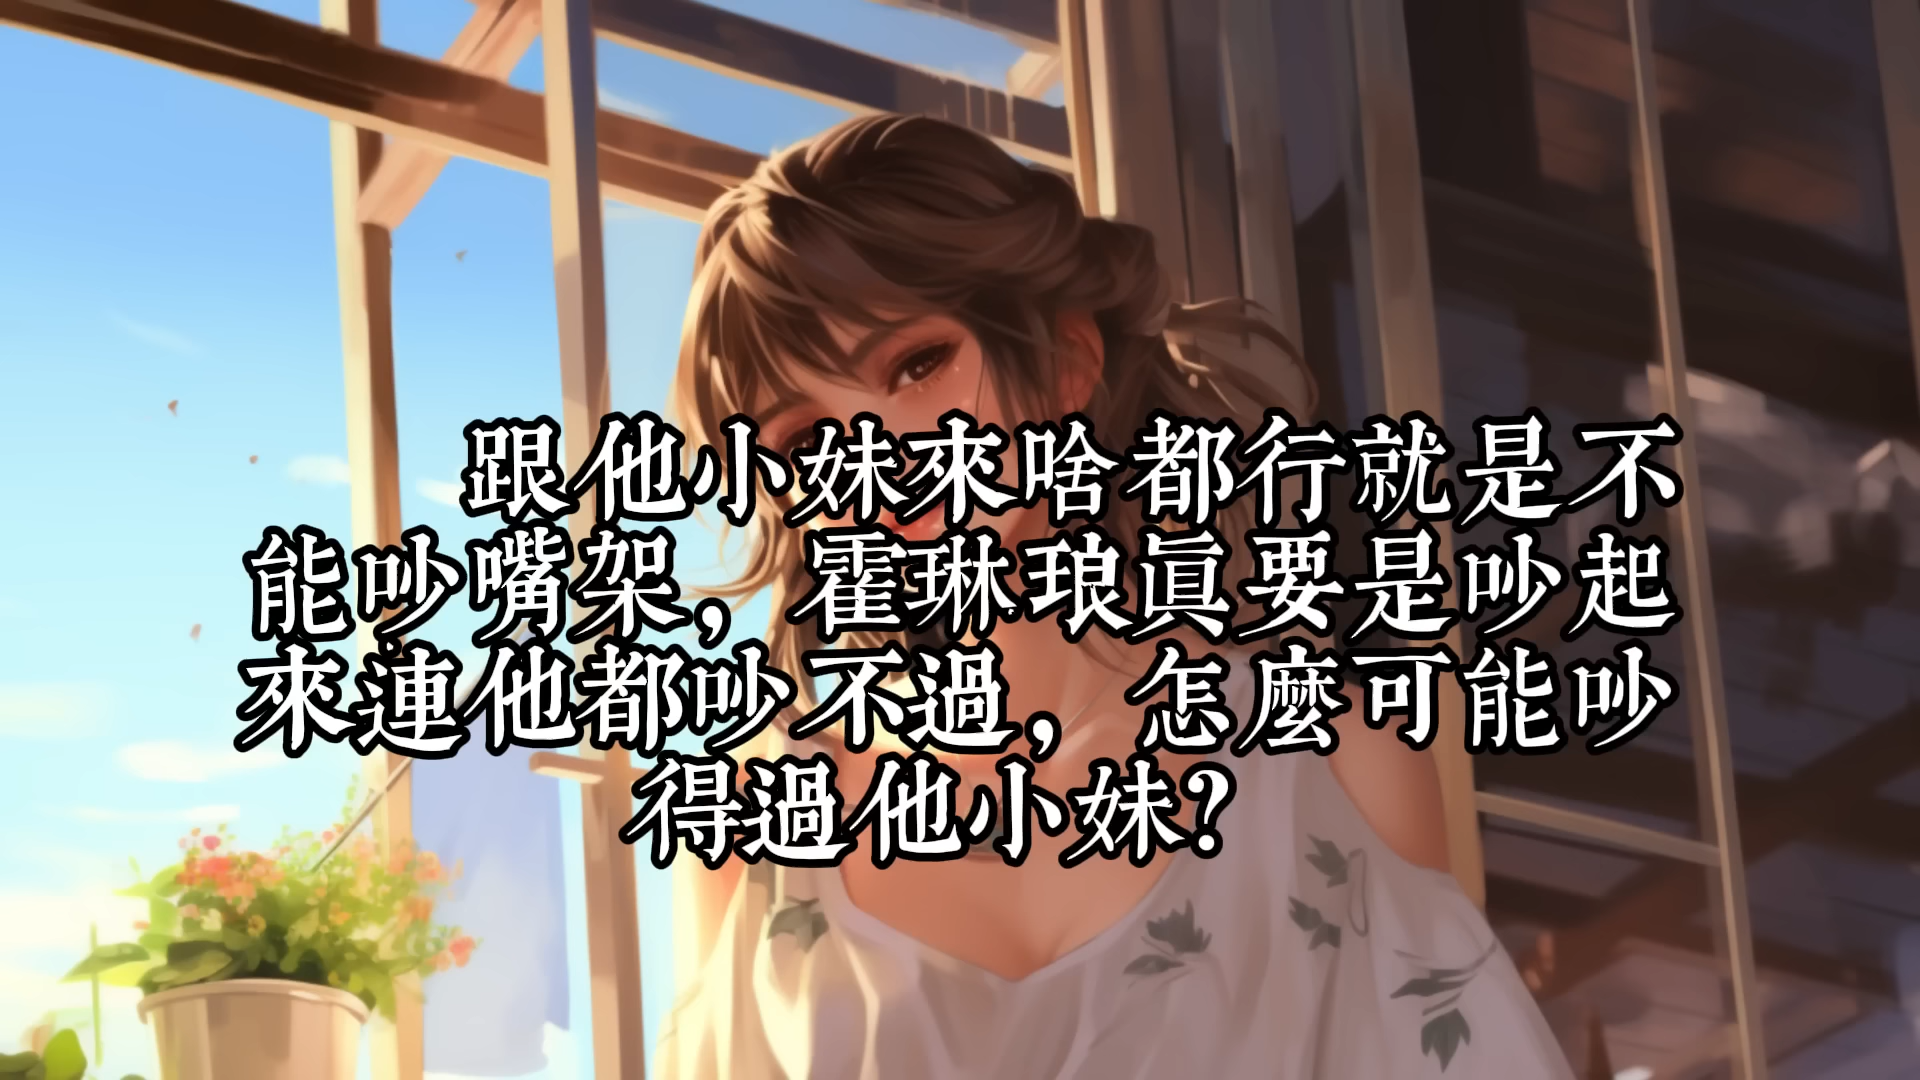 跟他小妹來啥都行就是不
能吵嘴架，霍琳琅眞要是吵起
來連他都吵不過，怎麼可能吵
得過他小妹？